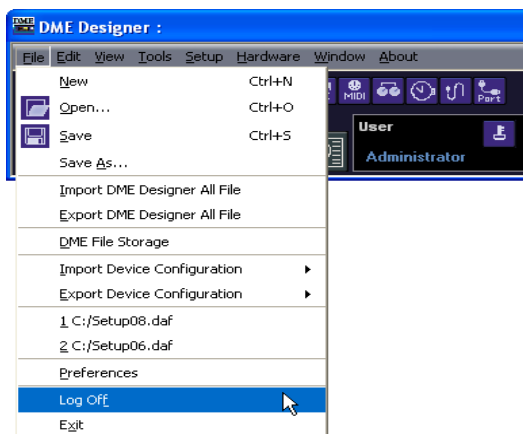 DME DME Designer :
File Edit View Tools Setup Hardware Window About
New Ctrl+N
Open... Ctrl+O
Save Ctrl+S
Save As...
MIDI Port
User
Administrator
Import DME Designer All File
Export DME Designer All File
DME File Storage
Import Device Configuration
Export Device Configuration
1 C:/Setup08.daf
2 C:/Setup06.daf
Preferences
Log Off
Exit